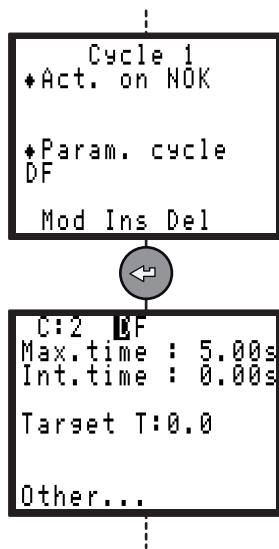 Cycle 1
♦Act. on NOK
♦Param. cycle
DF
Mod Ins Del
C:2 DF
Max.time : 5.00s
Int.time : 0.00s
Target T:0.0
Other...